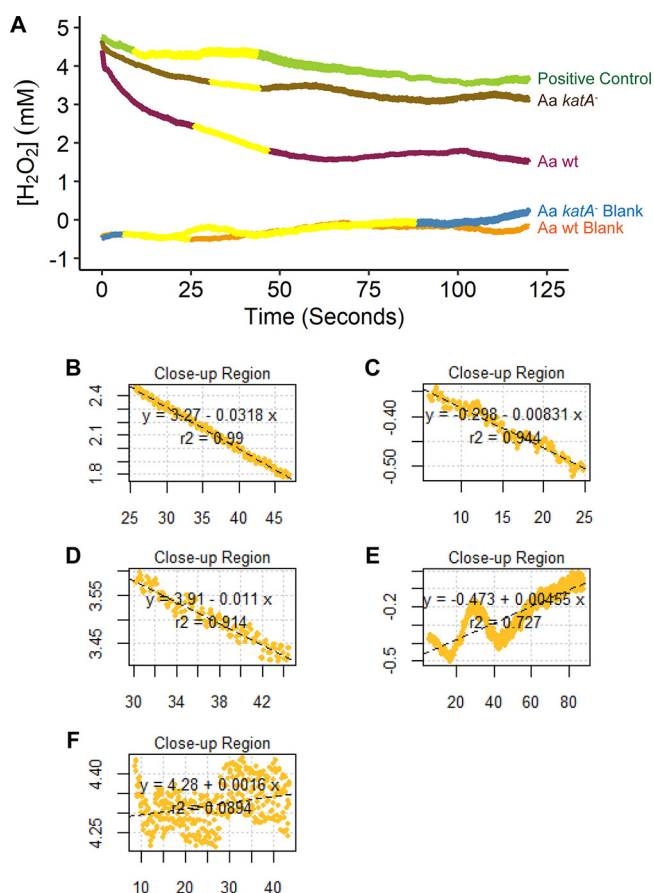 A
5
4
3
2
1
0
-1
[H₂O₂] (mM)
0 25 50 75 100 125
Time (Seconds)
Positive Control
Aa katA⁻
Aa wt
Aa katA⁻ Blank
Aa wt Blank
B
Close-up Region
y = 3.27 - 0.0318 x
r2 = 0.99
2.4
2.1
1.8
25 30 35 40 45
C
Close-up Region
y = -0.298 - 0.00831 x
r2 = 0.944
-0.40
-0.50
10 15 20 25
D
Close-up Region
y = 3.91 - 0.011 x
r2 = 0.914
3.55
3.45
30 34 38 42
E
Close-up Region
y = -0.473 + 0.00455 x
r2 = 0.727
-0.2
-0.5
20 40 60 80
F
Close-up Region
y = 4.28 + 0.0016 x
r2 = 0.0894
4.40
4.25
10 20 30 40